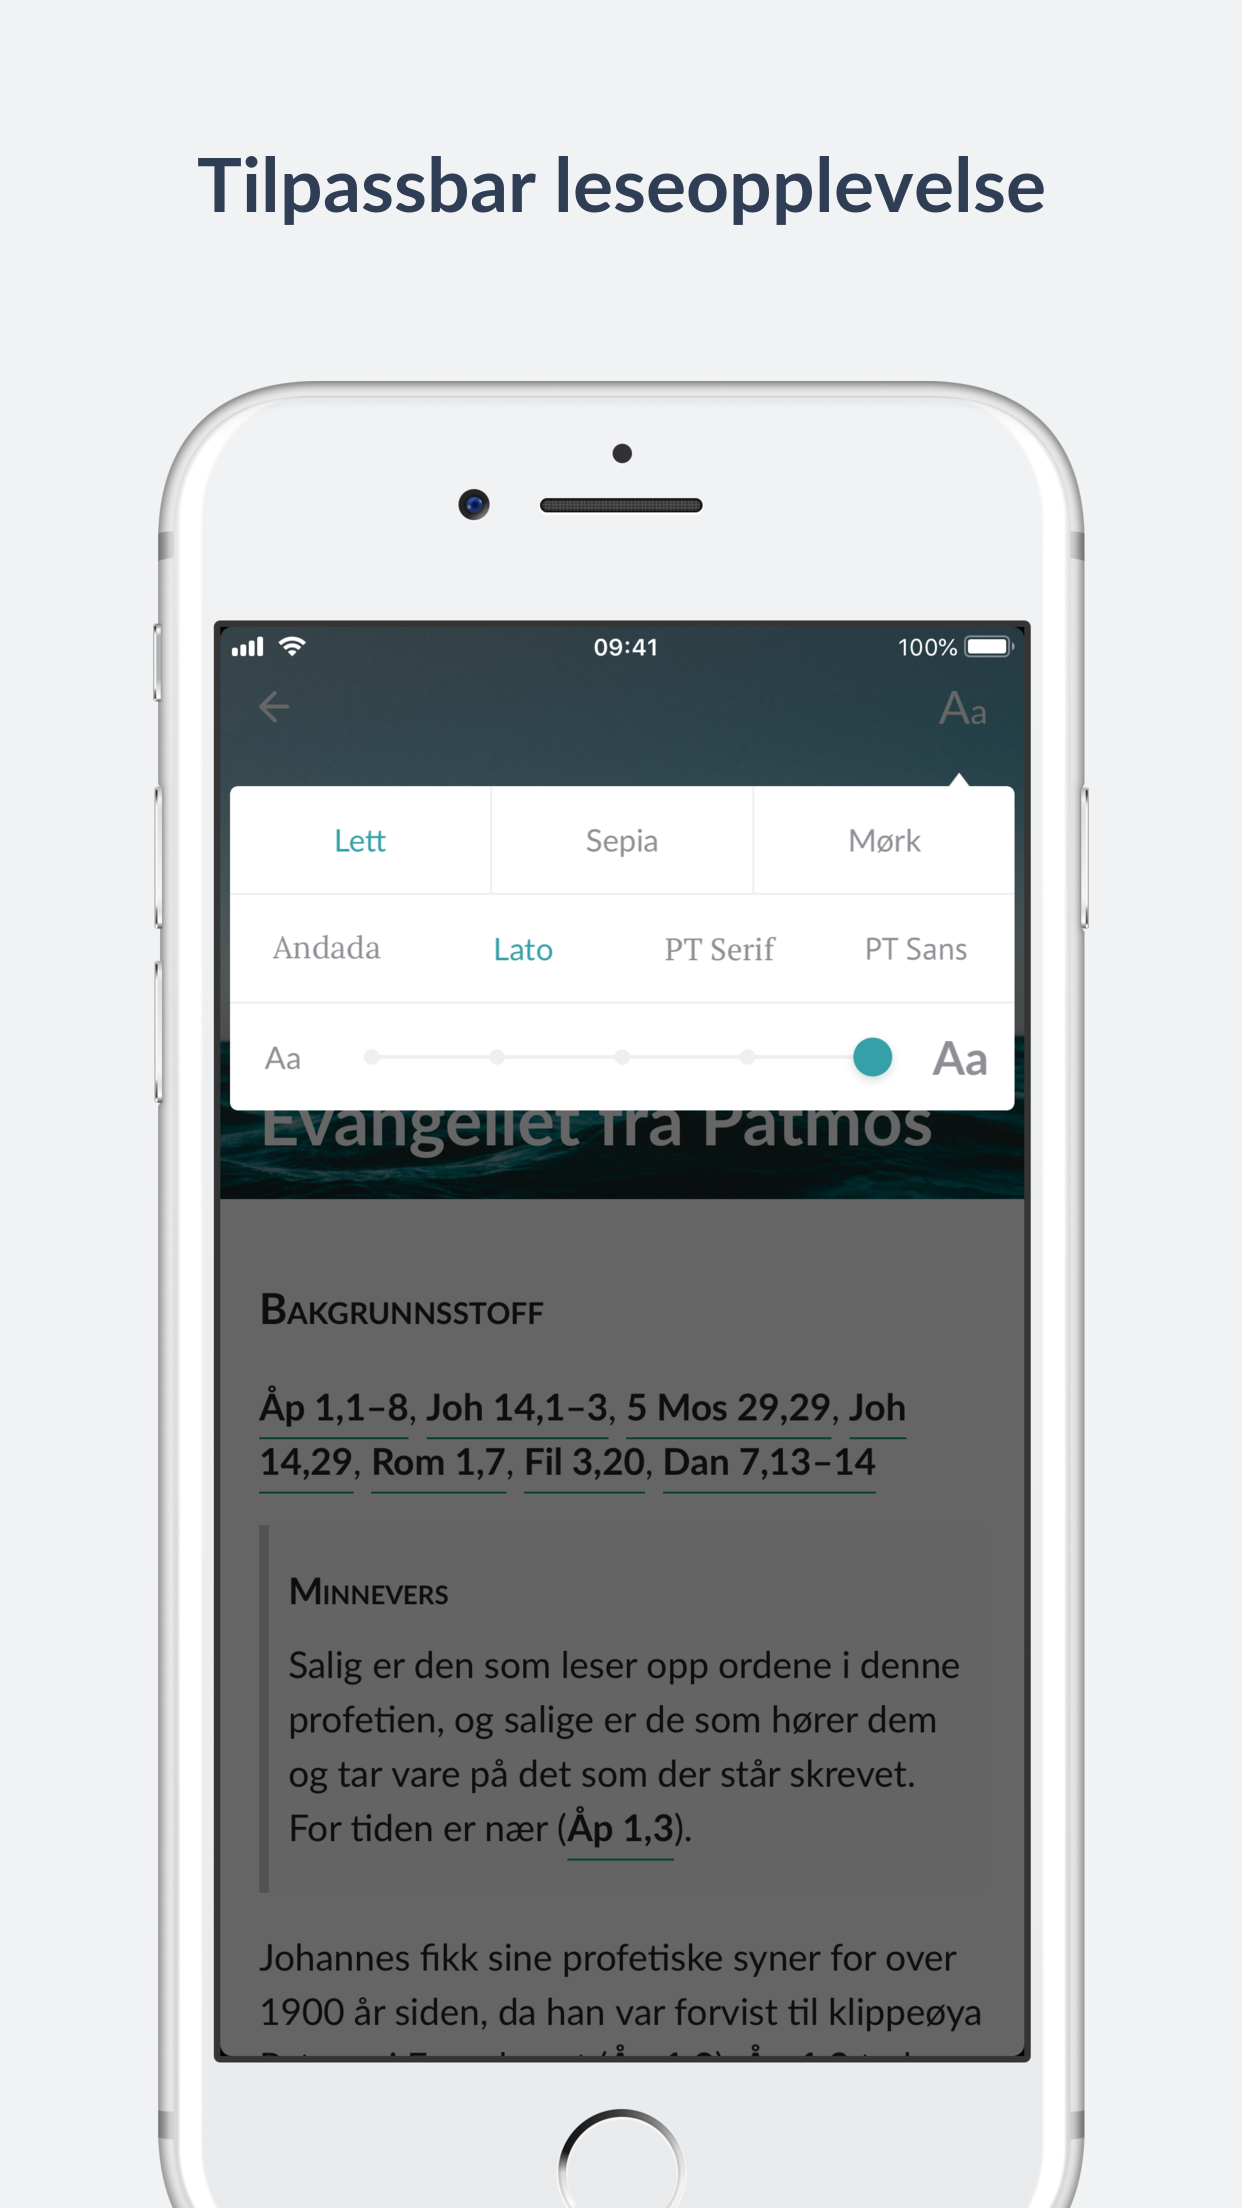 Tilpassbar leseopplevelse
09:41
100%
Aa
Lett Sepia Mørk
Andada Lato PT Serif PT Sans
Aa Aa
Evangeliet fra Patmos
BAKGRUNNSSTOFF
Åp 1,1–8, Joh 14,1–3, 5 Mos 29,29, Joh
14,29, Rom 1,7, Fil 3,20, Dan 7,13–14
MINNEVERS
Salig er den som leser opp ordene i denne
profetien, og salige er de som hører dem
og tar vare på det som der står skrevet.
For tiden er nær (Åp 1,3).
Johannes fikk sine profetiske syner for over
1900 år siden, da han var forvist til klippeøya